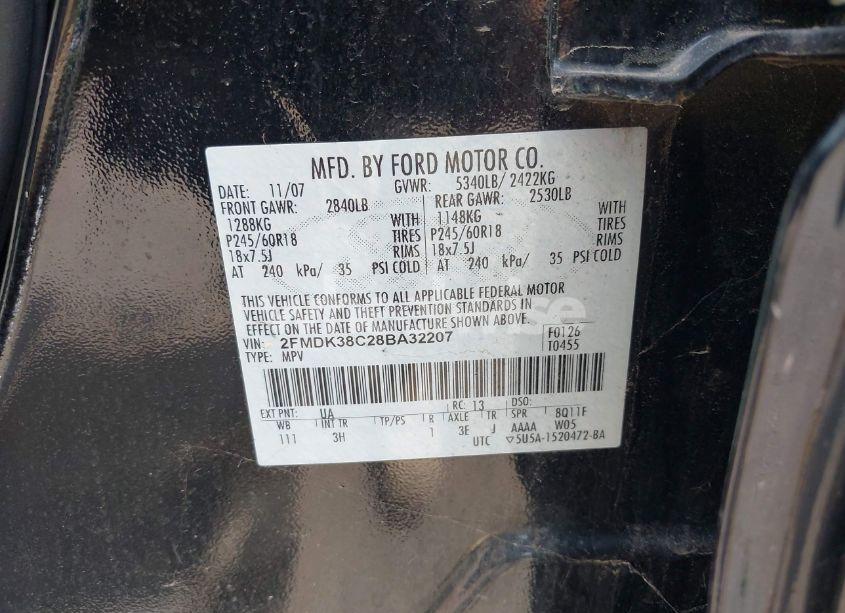 MFD. BY FORD MOTOR CO.
DATE: 11/07 GVWR: 5340LB/ 2422KG
FRONT GAWR: 2840LB REAR GAWR: 2530LB
1288KG WITH 1148KG WITH
P245/60R18 TIRES P245/60R18 TIRES
18x7.5J RIMS 18x7.5J RIMS
AT 240 kPa/ 35 PSI COLD AT 240 kPa/ 35 PSI COLD
THIS VEHICLE CONFORMS TO ALL APPLICABLE FEDERAL MOTOR
VEHICLE SAFETY AND THEFT PREVENTION STANDARDS IN
EFFECT ON THE DATE OF MANUFACTURE SHOWN ABOVE.
VIN: 2FMDK38C28BA32207 F0126
TYPE: MPV T0455
EXT PNT: UA RC: 13 DSO:
WB INT TR TP/PS R AXLE TR SPR 8Q11F
111 3H 1 3E J AAAA W05
UTC ▽5U5A-1520472-BA